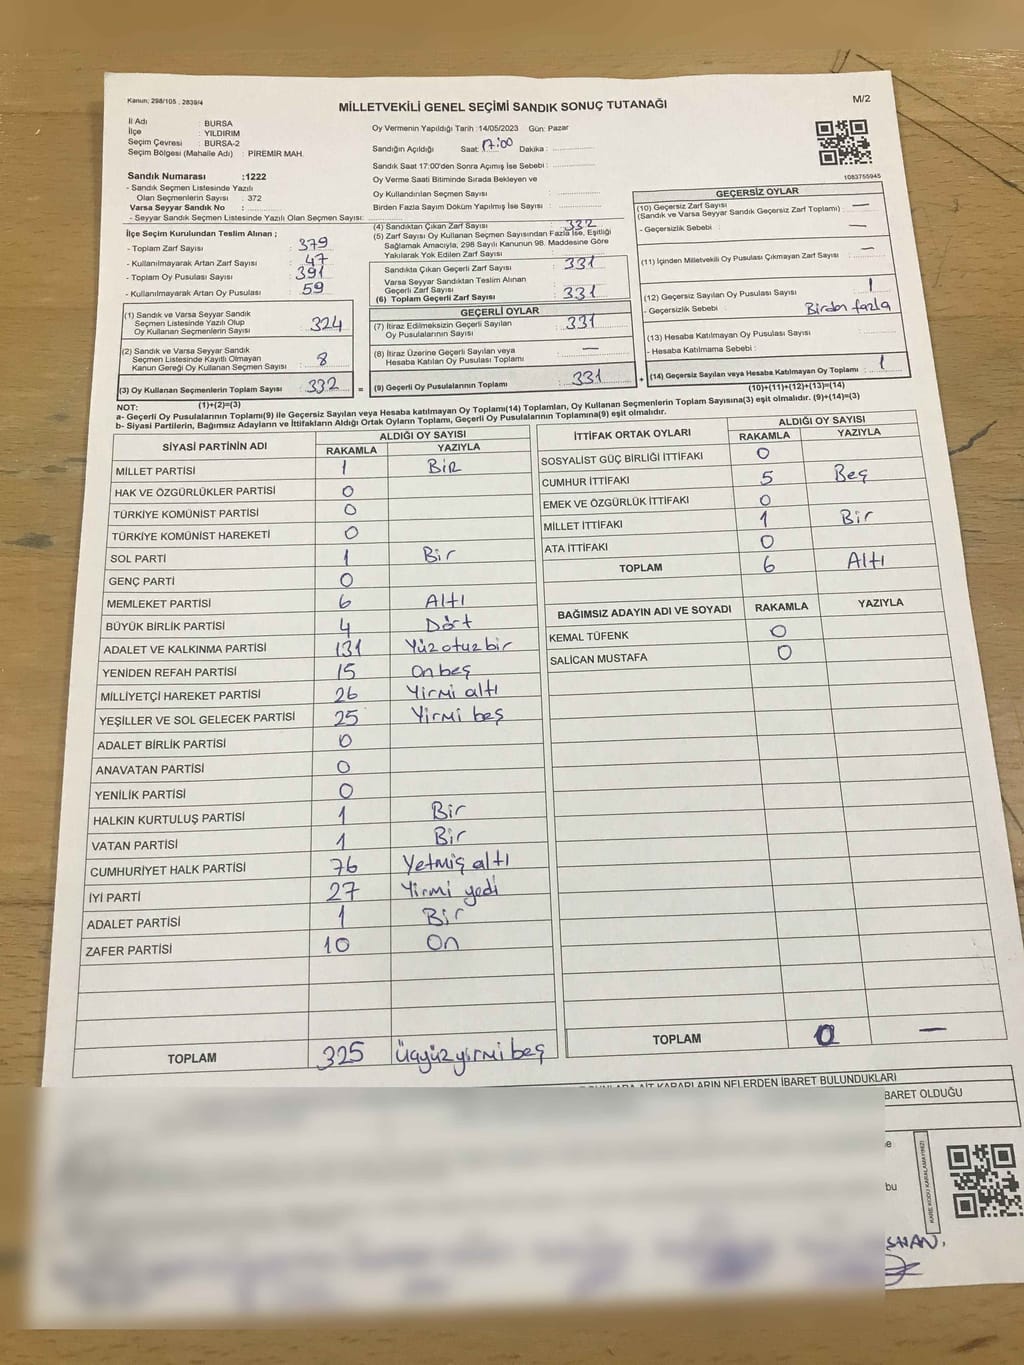 Kanun; 298/105 , 2839/4
MİLLETVEKİLİ GENEL SEÇİMİ SANDIK SONUÇ TUTANAĞI
M/2
İl Adı : BURSA
İlçe : YILDIRIM
Seçim Çevresi : BURSA-2
Seçim Bölgesi (Mahalle Adı) : PİREMİR MAH.
Sandık Numarası :1222
- Sandık Seçmen Listesinde Yazılı
Olan Seçmenlerin Sayısı : 372
Varsa Seyyar Sandık No :
- Seyyar Sandık Seçmen Listesinde Yazılı Olan Seçmen Sayısı:
Oy Vermenin Yapıldığı Tarih :14/05/2023 Gün: Pazar
Sandığın Açıldığı Saat: 17:00 Dakika :
Sandık Saat 17:00'den Sonra Açımış İse Sebebi :
Oy Verme Saati Bitiminde Sırada Bekleyen ve
Oy Kullandırılan Seçmen Sayısı :
Birden Fazla Sayım Döküm Yapılmış İse Sayısı :
1083755945
İlçe Seçim Kurulundan Teslim Alınan ;
- Toplam Zarf Sayısı : 379
- Kullanılmayarak Artan Zarf Sayısı : 47
- Toplam Oy Pusulası Sayısı : 391
- Kullanılmayarak Artan Oy Pusulası : 59
(1) Sandık ve Varsa Seyyar Sandık
Seçmen Listesinde Yazılı Olup
Oy Kullanan Seçmenlerin Sayısı : 324
(2) Sandık ve Varsa Seyyar Sandık
Seçmen Listesinde Kayıtlı Olmayan
Kanun Gereği Oy Kullanan Seçmen Sayısı : 8
(3) Oy Kullanan Seçmenlerin Toplam Sayısı : 332 =
(1)+(2)=(3)
(4) Sandıktan Çıkan Zarf Sayısı : 332
(5) Zarf Sayısı Oy Kullanan Seçmen Sayısından Fazla İse, Eşitliği
Sağlamak Amacıyla, 298 Sayılı Kanunun 98. Maddesine Göre
Yakılarak Yok Edilen Zarf Sayısı :
Sandıkta Çıkan Geçerli Zarf Sayısı : 331
Varsa Seyyar Sandıktan Teslim Alınan
Geçerli Zarf Sayısı :
(6) Toplam Geçerli Zarf Sayısı : 331
GEÇERLİ OYLAR
(7) İtiraz Edilmeksizin Geçerli Sayılan
Oy Pusulalarının Sayısı : 331
(8) İtiraz Üzerine Geçerli Sayılan veya
Hesaba Katılan Oy Pusulası Toplamı : —
(9) Geçerli Oy Pusulalarının Toplamı : 331 +
GEÇERSİZ OYLAR
(10) Geçersiz Zarf Sayısı : —
(Sandık ve Varsa Seyyar Sandık Geçersiz Zarf Toplamı)
- Geçersizlik Sebebi : —
(11) İçinden Milletvekili Oy Pusulası Çıkmayan Zarf Sayısı : —
(12) Geçersiz Sayılan Oy Pusulası Sayısı : 1
- Geçersizlik Sebebi : Birden fazla
(13) Hesaba Katılmayan Oy Pusulası Sayısı :
- Hesaba Katılmama Sebebi :
(14) Geçersiz Sayılan veya Hesaba Katılmayan Oy Toplamı : 1
(10)+(11)+(12)+(13)=(14)
NOT:
a- Geçerli Oy Pusulalarının Toplamı(9) ile Geçersiz Sayılan veya Hesaba katılmayan Oy Toplamı(14) Toplamları, Oy Kullanan Seçmenlerin Toplam Sayısına(3) eşit olmalıdır. (9)+(14)=(3)
b- Siyasi Partilerin, Bağımsız Adayların ve İttifakların Aldığı Ortak Oyların Toplamı, Geçerli Oy Pusulalarının Toplamına(9) eşit olmalıdır.
SİYASİ PARTİNİN ADI
ALDIĞI OY SAYISI
RAKAMLA YAZIYLA
MİLLET PARTİSİ 1 Bir
HAK VE ÖZGÜRLÜKLER PARTİSİ 0
TÜRKİYE KOMÜNİST PARTİSİ 0
TÜRKİYE KOMÜNİST HAREKETİ 0
SOL PARTİ 1 Bir
GENÇ PARTİ 0
MEMLEKET PARTİSİ 6 Altı
BÜYÜK BİRLİK PARTİSİ 4 Dört
ADALET VE KALKINMA PARTİSİ 131 Yüzotuzbir
YENİDEN REFAH PARTİSİ 15 On beş
MİLLİYETÇİ HAREKET PARTİSİ 26 Yirmi altı
YEŞİLLER VE SOL GELECEK PARTİSİ 25 Yirmi beş
ADALET BİRLİK PARTİSİ 0
ANAVATAN PARTİSİ 0
YENİLİK PARTİSİ 0
HALKIN KURTULUŞ PARTİSİ 1 Bir
VATAN PARTİSİ 1 Bir
CUMHURİYET HALK PARTİSİ 76 Yetmiş altı
İYİ PARTİ 27 Yirmi yedi
ADALET PARTİSİ 1 Bir
ZAFER PARTİSİ 10 On
TOPLAM 325 Üçyüzyirmibeş
İTTİFAK ORTAK OYLARI
ALDIĞI OY SAYISI
RAKAMLA YAZIYLA
SOSYALİST GÜÇ BİRLİĞİ İTTİFAKI 0
CUMHUR İTTİFAKI 5 Beş
EMEK VE ÖZGÜRLÜK İTTİFAKI 0
MİLLET İTTİFAKI 1 Bir
ATA İTTİFAKI 0
TOPLAM 6 Altı
BAĞIMSIZ ADAYIN ADI VE SOYADI RAKAMLA YAZIYLA
KEMAL TÜFENK 0
SALİCAN MUSTAFA 0
TOPLAM 0 —
KARARLARIN NELERDEN İBARET BULUNDUKLARI
BARET OLDUĞU
bu
KARE KODU KARALAMAYINIZ!